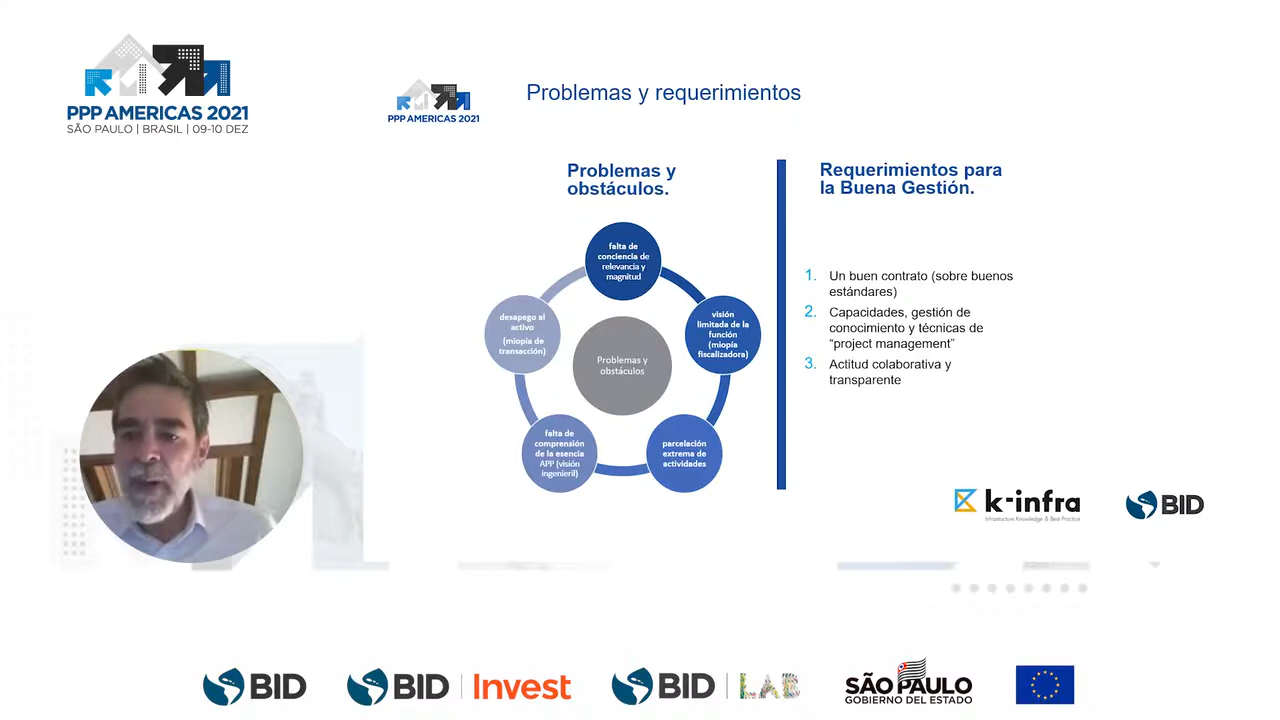 PPP AMERICAS 2021
SÃO PAULO | BRASIL | 09-10 DEZ
PPP AMERICAS 2021
Problemas y requerimientos
Problemas y
obstáculos.
falta de
conciencia de
relevancia y
magnitud
visión
limitada de la
función
(miopía
fiscalizadora)
parcelación
extrema de
actividades
falta de
comprensión
de la esencia
APP (visión
ingenieril)
desapego al
activo
(miopía de
transacción)
Problemas y
obstáculos
Requerimientos para
la Buena Gestión.
1. Un buen contrato (sobre buenos
estándares)
2. Capacidades, gestión de
conocimiento y técnicas de
“project management”
3. Actitud colaborativa y
transparente
k-infra
Infrastructure Knowledge & Best Practice
BID
BID
BID | Invest
BID | LAB
SÃO PAULO
GOBIERNO DEL ESTADO